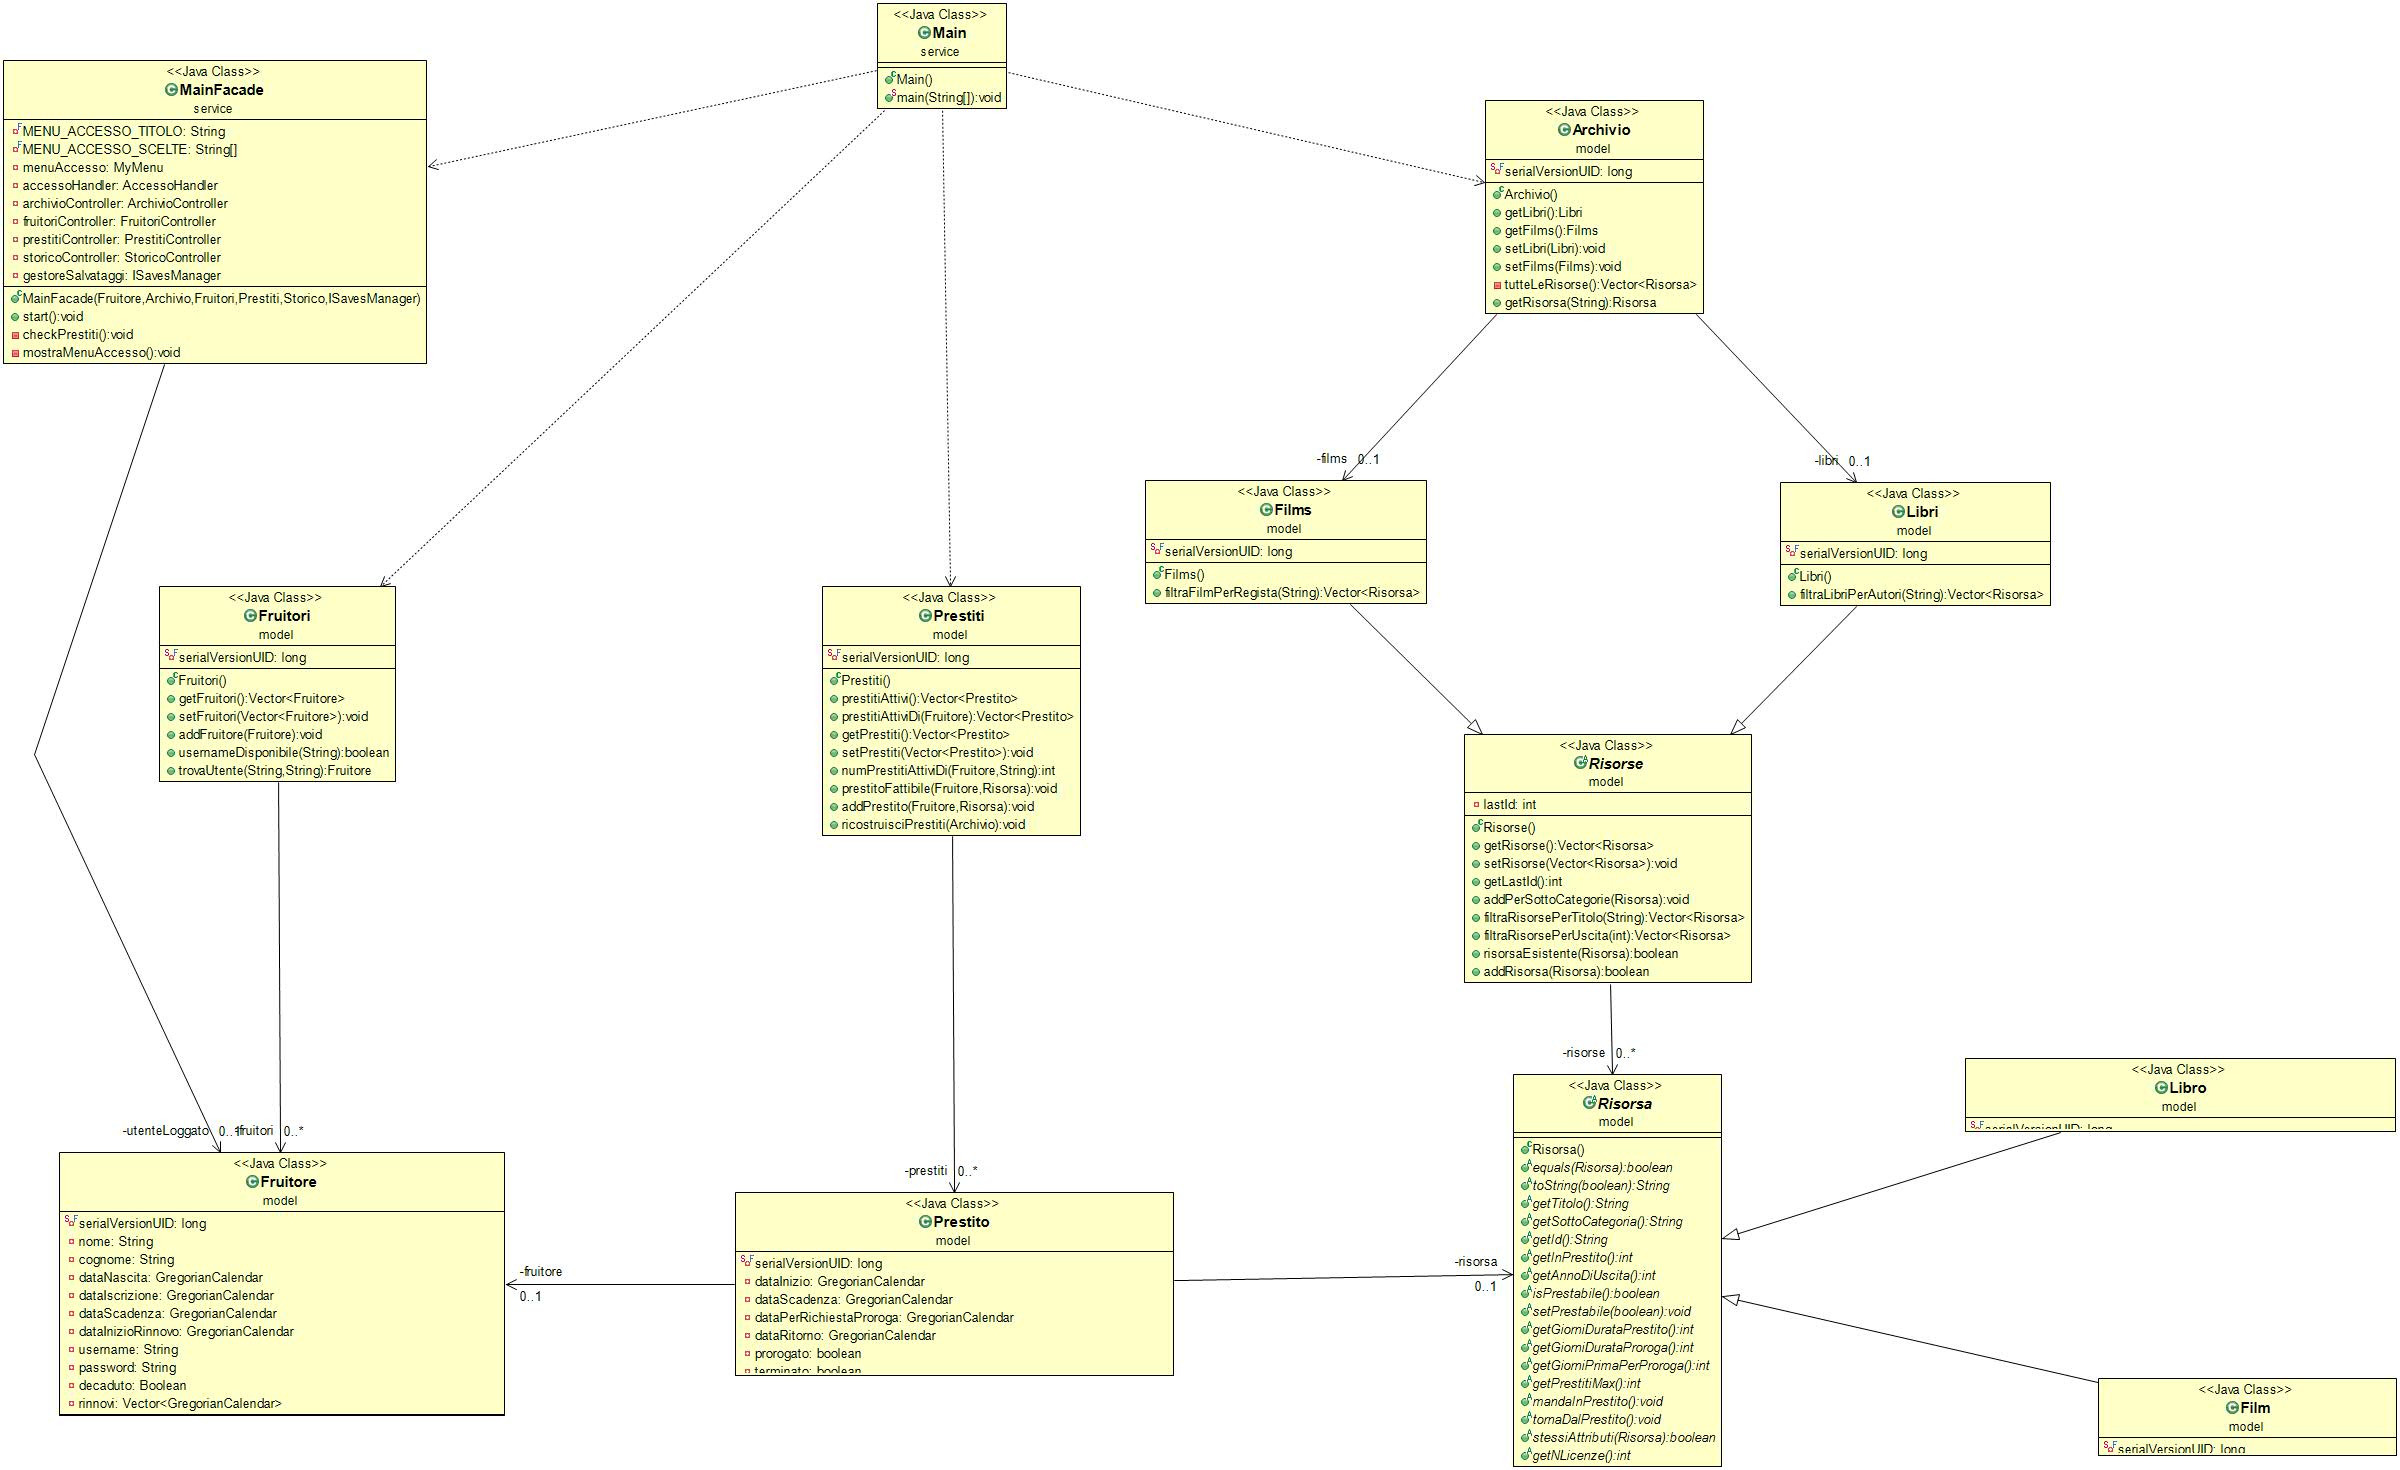 <<Java Class>>
Main
service
Main()
main(String[]):void
<<Java Class>>
MainFacade
service
MENU_ACCESSO_TITOLO: String
MENU_ACCESSO_SCELTE: String[]
menuAccesso: MyMenu
accessoHandler: AccessoHandler
archivioController: ArchivioController
fruitoriController: FruitoriController
prestitiController: PrestitiController
storicoController: StoricoController
gestoreSalvataggi: ISavesManager
MainFacade(Fruitore,Archivio,Fruitori,Prestiti,Storico,ISavesManager)
start():void
checkPrestiti():void
mostraMenuAccesso():void
<<Java Class>>
Archivio
model
serialVersionUID: long
Archivio()
getLibri():Libri
getFilms():Films
setLibri(Libri):void
setFilms(Films):void
tutteLeRisorse():Vector<Risorsa>
getRisorsa(String):Risorsa
-films 0..1
-libri 0..1
<<Java Class>>
Films
model
serialVersionUID: long
Films()
filtraFilmPerRegista(String):Vector<Risorsa>
<<Java Class>>
Libri
model
serialVersionUID: long
Libri()
filtraLibriPerAutori(String):Vector<Risorsa>
<<Java Class>>
Fruitori
model
serialVersionUID: long
Fruitori()
getFruitori():Vector<Fruitore>
setFruitori(Vector<Fruitore>):void
addFruitore(Fruitore):void
usernameDisponibile(String):boolean
trovaUtente(String,String):Fruitore
<<Java Class>>
Prestiti
model
serialVersionUID: long
Prestiti()
prestitiAttivi():Vector<Prestito>
prestitiAttiviDi(Fruitore):Vector<Prestito>
getPrestiti():Vector<Prestito>
setPrestiti(Vector<Prestito>):void
numPrestitiAttiviDi(Fruitore,String):int
prestitoFattibile(Fruitore,Risorsa):void
addPrestito(Fruitore,Risorsa):void
ricostruisciPrestiti(Archivio):void
<<Java Class>>
Risorse
model
lastId: int
Risorse()
getRisorse():Vector<Risorsa>
setRisorse(Vector<Risorsa>):void
getLastId():int
addPerSottoCategorie(Risorsa):void
filtraRisorsePerTitolo(String):Vector<Risorsa>
filtraRisorsePerUscita(int):Vector<Risorsa>
risorsaEsistente(Risorsa):boolean
addRisorsa(Risorsa):boolean
-risorse 0..*
-utenteLoggato 0..1
-fruitori 0..*
-prestiti 0..*
<<Java Class>>
Fruitore
model
serialVersionUID: long
nome: String
cognome: String
dataNascita: GregorianCalendar
dataIscrizione: GregorianCalendar
dataScadenza: GregorianCalendar
dataInizioRinnovo: GregorianCalendar
username: String
password: String
decaduto: Boolean
rinnovi: Vector<GregorianCalendar>
-fruitore
0..1
<<Java Class>>
Prestito
model
serialVersionUID: long
dataInizio: GregorianCalendar
dataScadenza: GregorianCalendar
dataPerRichiestaProroga: GregorianCalendar
dataRitorno: GregorianCalendar
prorogato: boolean
terminato: boolean
-risorsa
0..1
<<Java Class>>
Risorsa
model
Risorsa()
equals(Risorsa):boolean
toString(boolean):String
getTitolo():String
getSottoCategoria():String
getId():String
getInPrestito():int
getAnnoDiUscita():int
isPrestabile():boolean
setPrestabile(boolean):void
getGiorniDurataPrestito():int
getGiorniDurataProroga():int
getGiorniPrimaPerProroga():int
getPrestitiMax():int
mandaInPrestito():void
tornaDalPrestito():void
stessiAttributi(Risorsa):boolean
getNLicenze():int
<<Java Class>>
Libro
model
serialVersionUID: long
<<Java Class>>
Film
model
serialVersionUID: long